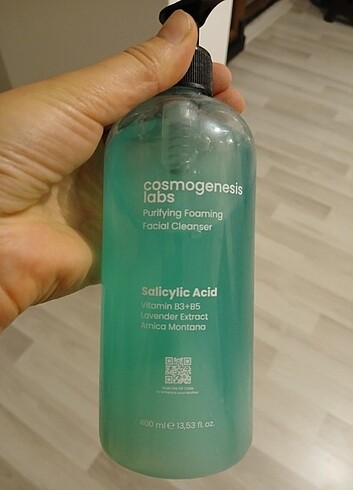 cosmogenesis
labs
Purifying Foaming
Facial Cleanser
Salicylic Acid
Vitamin B3+B5
Lavender Extract
Arnica Montana
400 ml ℮ 13,53 fl.oz.